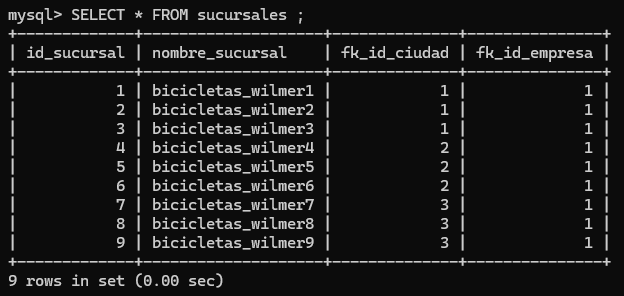 mysql> SELECT * FROM sucursales ;
+-------------+-------------------+--------------+---------------+
| id_sucursal | nombre_sucursal   | fk_id_ciudad | fk_id_empresa |
+-------------+-------------------+--------------+---------------+
|           1 | bicicletas_wilmer1 |            1 |             1 |
|           2 | bicicletas_wilmer2 |            1 |             1 |
|           3 | bicicletas_wilmer3 |            1 |             1 |
|           4 | bicicletas_wilmer4 |            2 |             1 |
|           5 | bicicletas_wilmer5 |            2 |             1 |
|           6 | bicicletas_wilmer6 |            2 |             1 |
|           7 | bicicletas_wilmer7 |            3 |             1 |
|           8 | bicicletas_wilmer8 |            3 |             1 |
|           9 | bicicletas_wilmer9 |            3 |             1 |
+-------------+-------------------+--------------+---------------+
9 rows in set (0.00 sec)